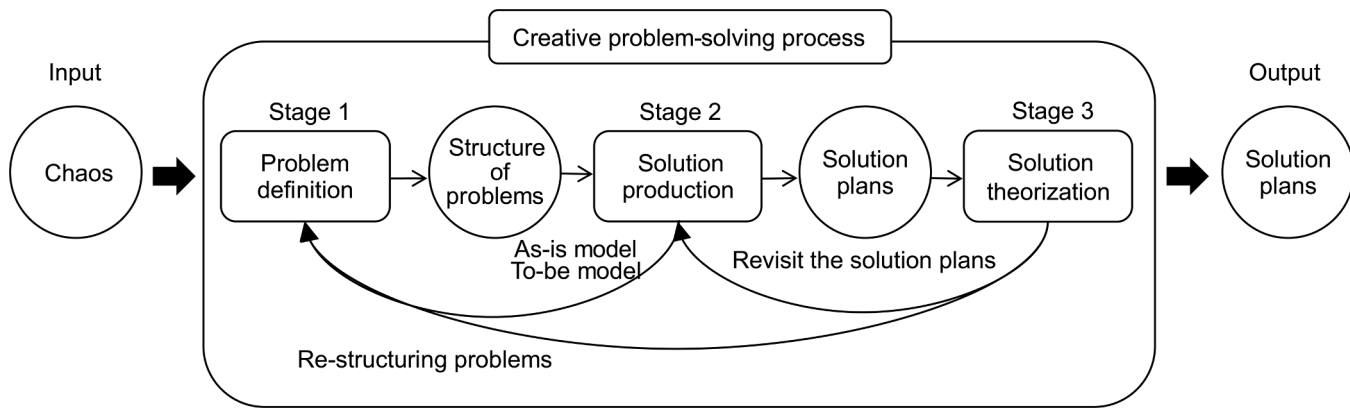 Creative problem-solving process
Input
Output
Stage 1
Stage 2
Stage 3
Chaos
Problem
definition
Structure
of
problems
Solution
production
Solution
plans
Solution
theorization
Solution
plans
As-is model
To-be model
Revisit the solution plans
Re-structuring problems